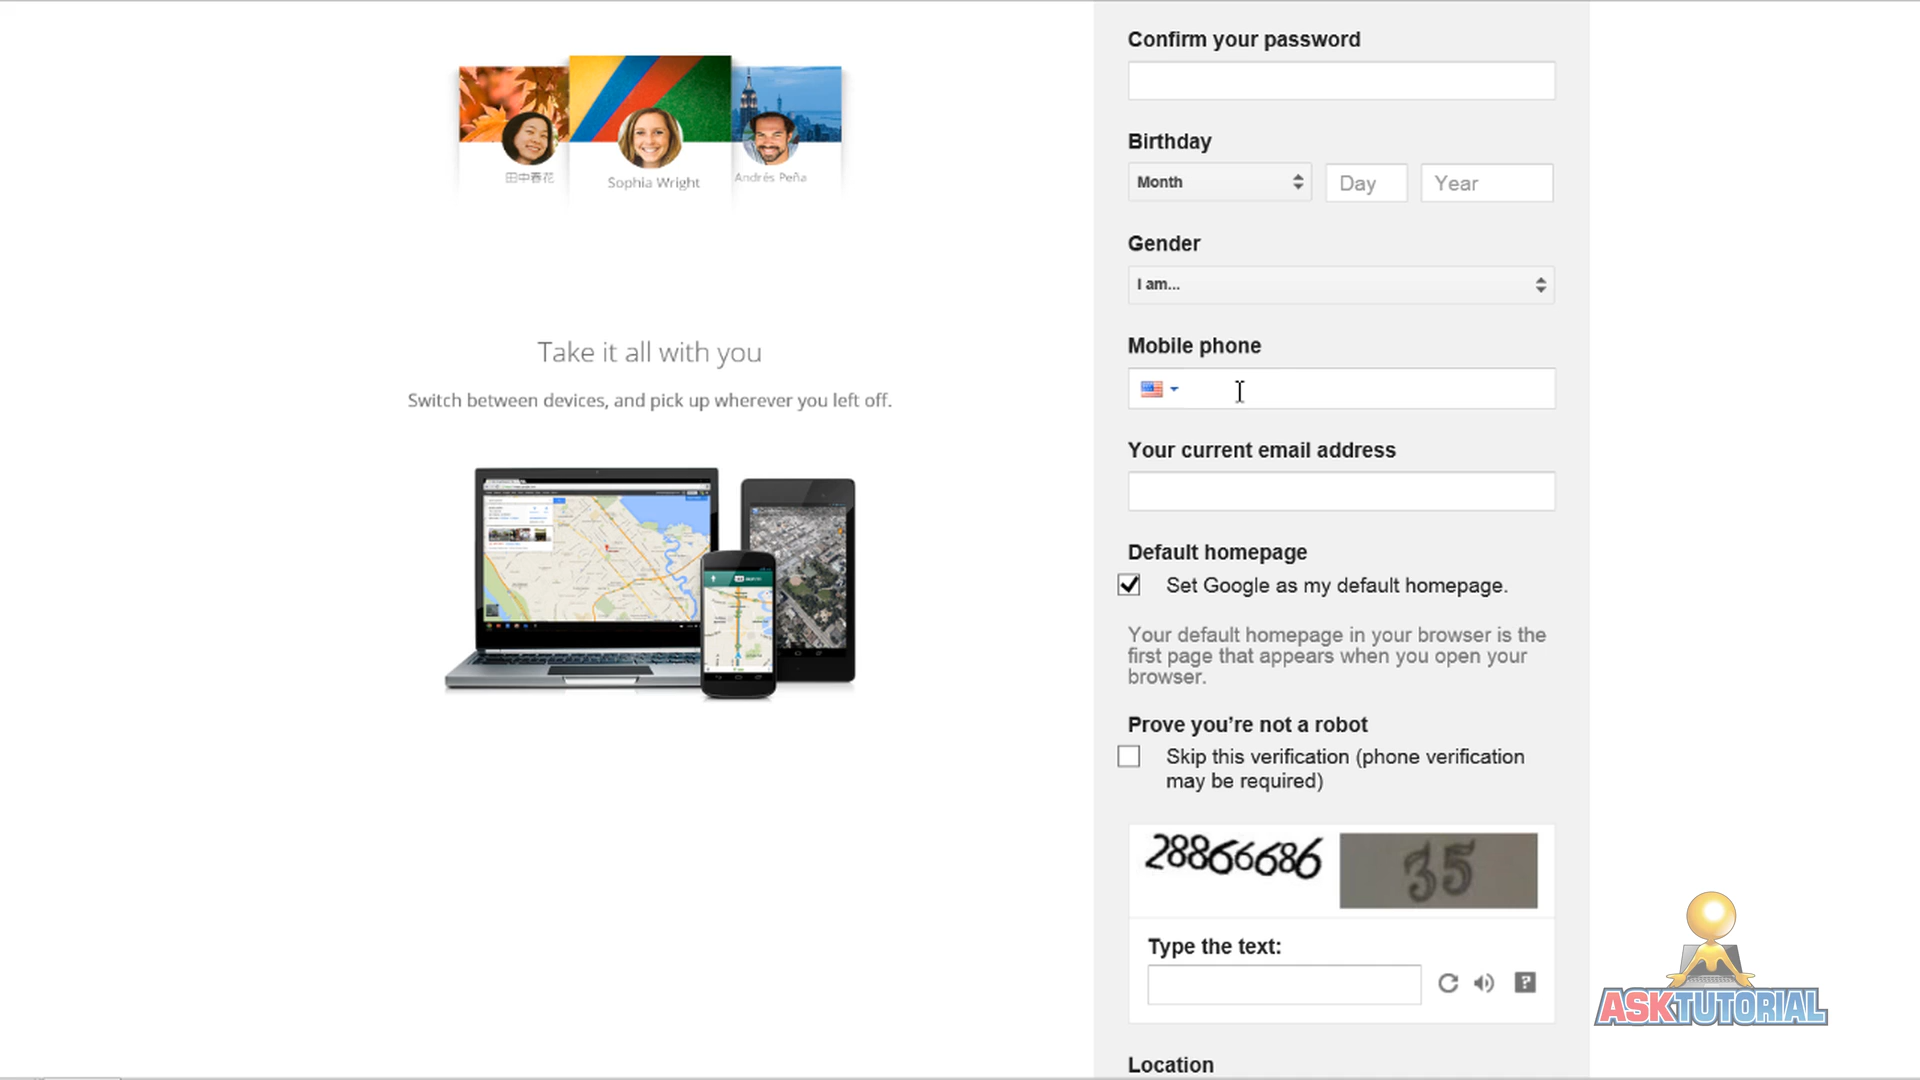 田中春花
Sophia Wright
Andrés Peña
Take it all with you
Switch between devices, and pick up wherever you left off.
Confirm your password
Birthday
Month
Day
Year
Gender
I am...
Mobile phone
Your current email address
Default homepage
Set Google as my default homepage.
Your default homepage in your browser is the
first page that appears when you open your
browser.
Prove you're not a robot
Skip this verification (phone verification
may be required)
28866686
35
Type the text:
?
Location
ASKTUTORIAL